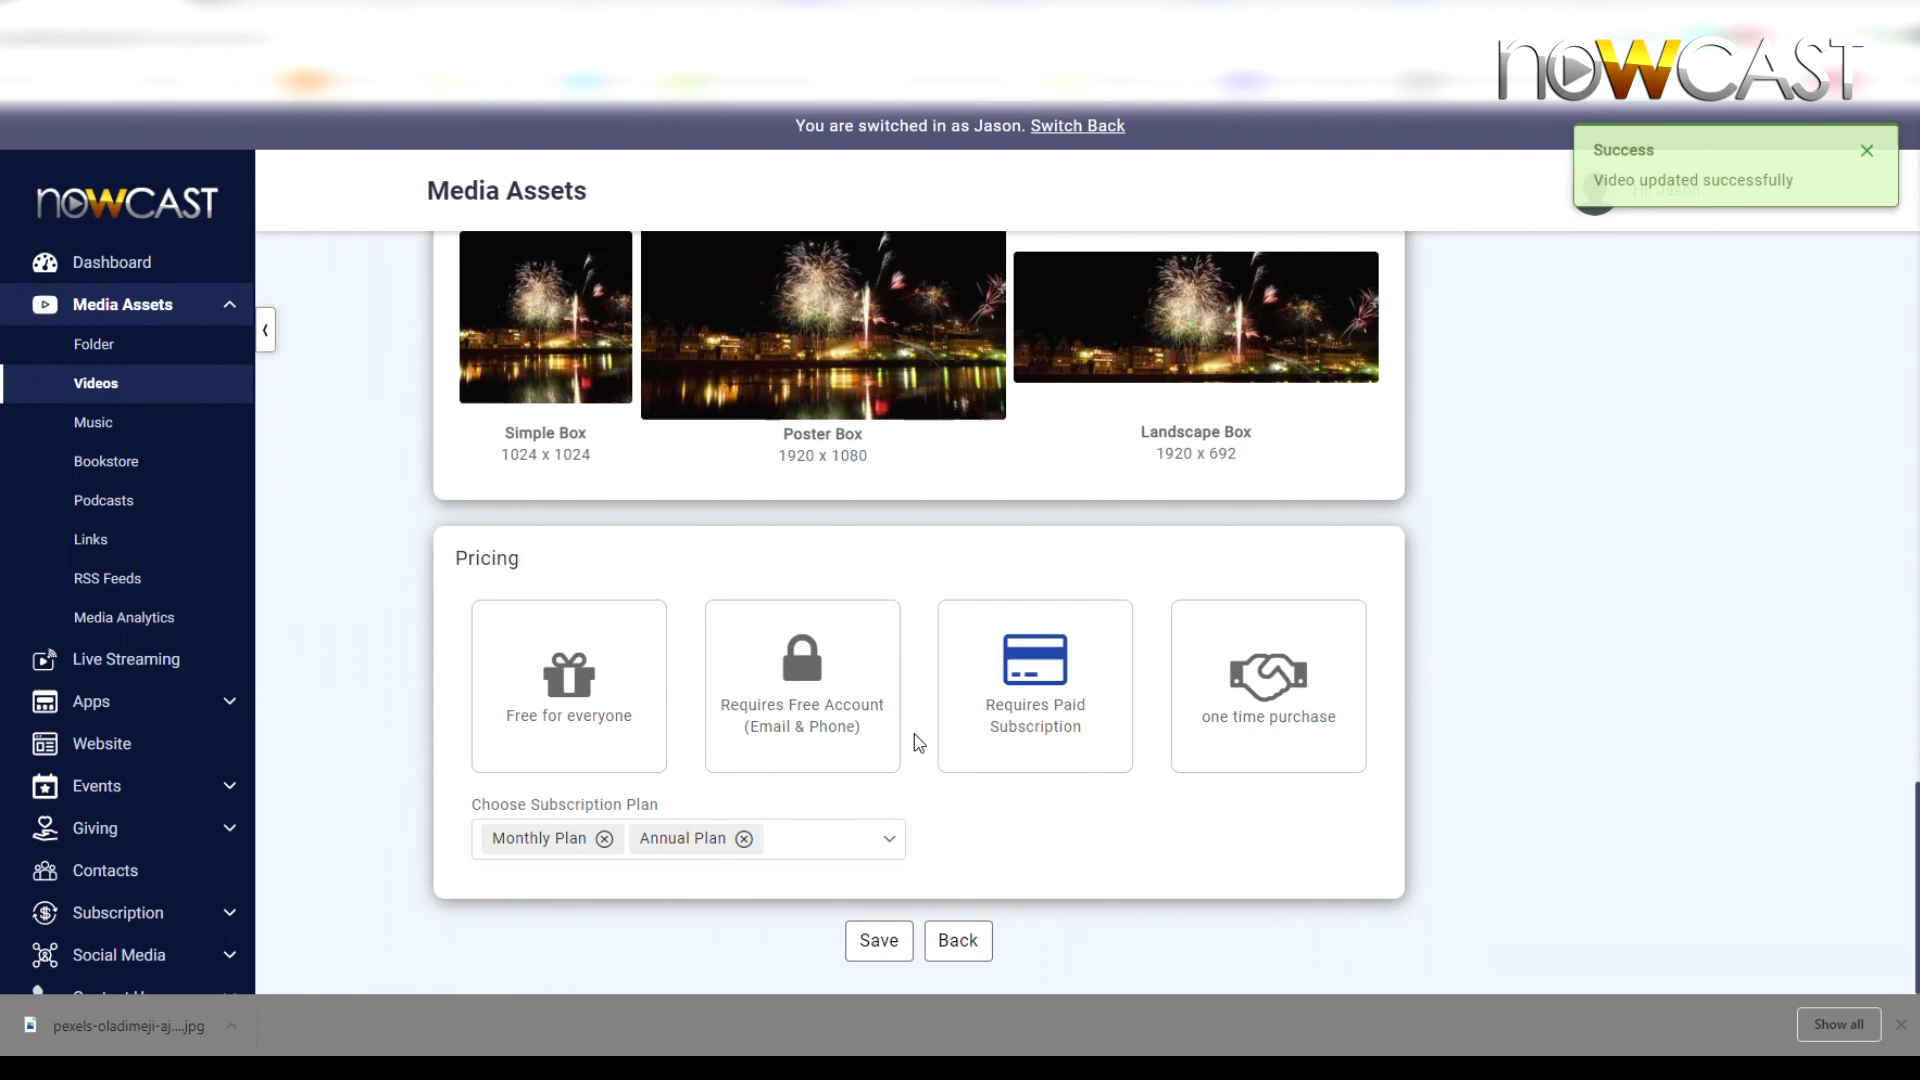 nowCAST
You are switched in as Jason. Switch Back
Success
Video updated successfully
nowCAST
Media Assets
Dashboard
Media Assets
Folder
Videos
Music
Bookstore
Podcasts
Links
RSS Feeds
Media Analytics
Live Streaming
Apps
Website
Events
Giving
Contacts
Subscription
Social Media
Simple Box
1024 x 1024
Poster Box
1920 x 1080
Landscape Box
1920 x 692
Pricing
Free for everyone
Requires Free Account
(Email & Phone)
Requires Paid
Subscription
one time purchase
Choose Subscription Plan
Monthly Plan
Annual Plan
Save
Back
pexels-oladimeji-aj....jpg
Show all